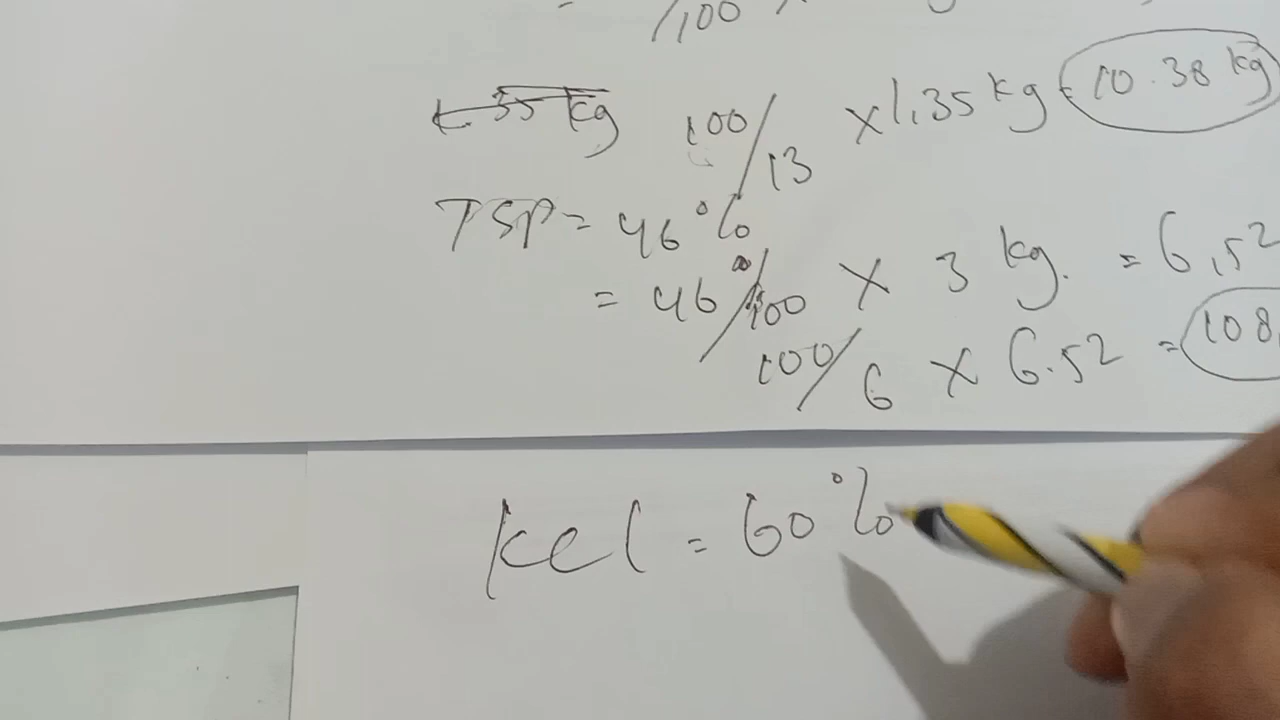 /100
1.35 kg 100/13 x 1.35 kg = 10.38 kg
TSP = 46%
= 46/100 X 3 kg. = 6.52
100/6 X 6.52 = 108.
kcl = 60%